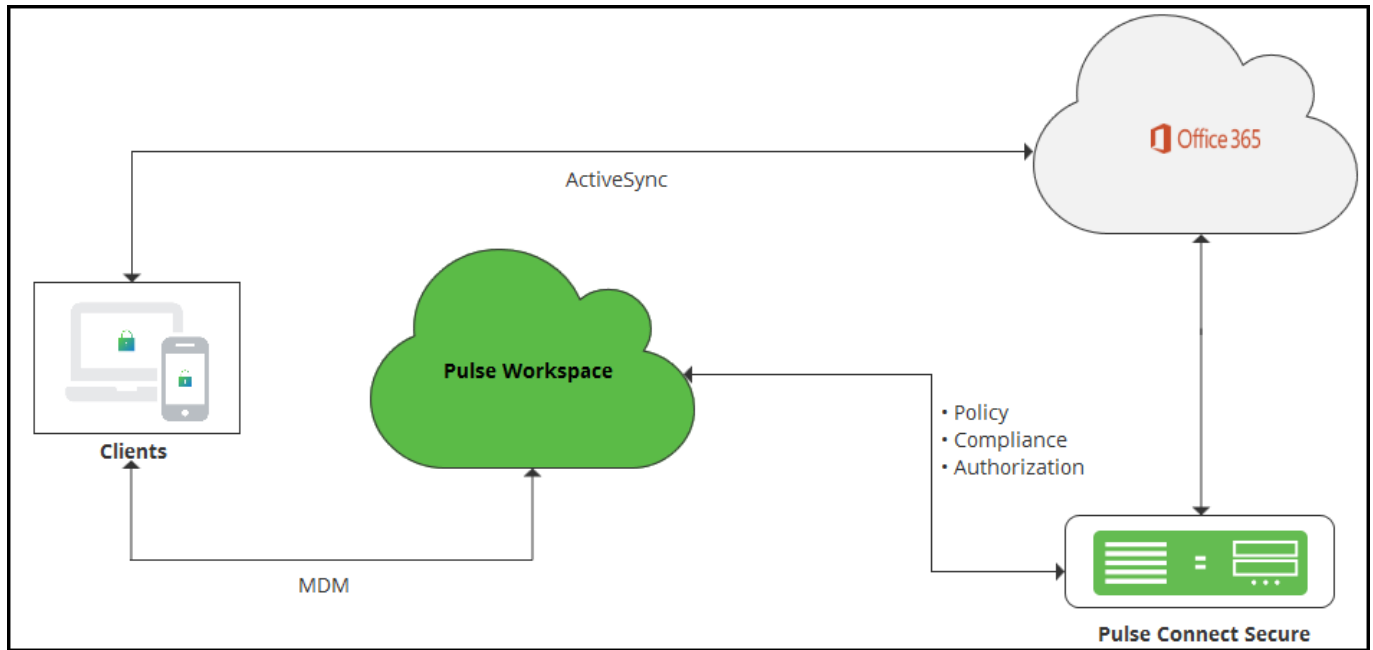 Office 365
ActiveSync
Pulse Workspace
• Policy
• Compliance
• Authorization
Clients
MDM
Pulse Connect Secure